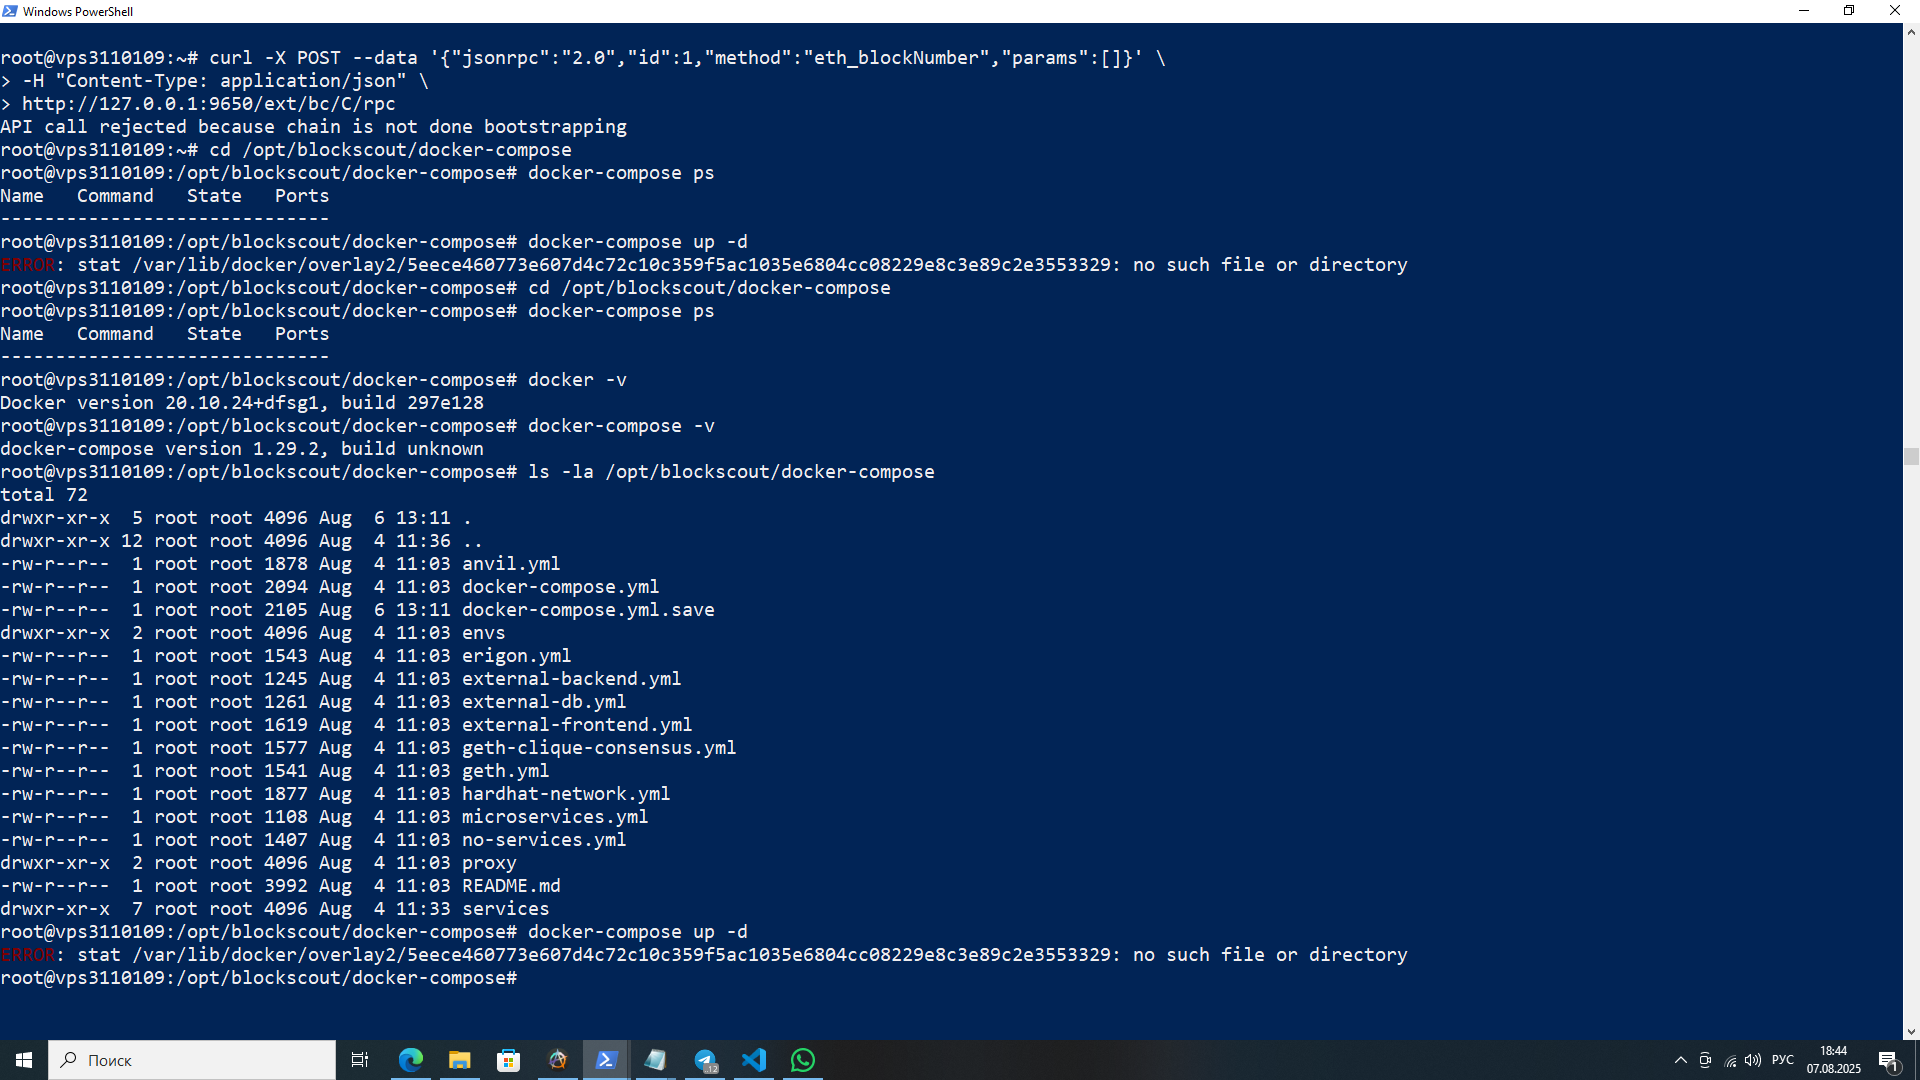 Windows PowerShell
root@vps3110109:~# curl -X POST --data '{"jsonrpc":"2.0","id":1,"method":"eth_blockNumber","params":[]}' \
> -H "Content-Type: application/json" \
> http://127.0.0.1:9650/ext/bc/C/rpc
API call rejected because chain is not done bootstrapping
root@vps3110109:~# cd /opt/blockscout/docker-compose
root@vps3110109:/opt/blockscout/docker-compose# docker-compose ps
Name   Command   State   Ports
------------------------------
root@vps3110109:/opt/blockscout/docker-compose# docker-compose up -d
ERROR: stat /var/lib/docker/overlay2/5eece460773e607d4c72c10c359f5ac1035e6804cc08229e8c3e89c2e3553329: no such file or directory
root@vps3110109:/opt/blockscout/docker-compose# cd /opt/blockscout/docker-compose
root@vps3110109:/opt/blockscout/docker-compose# docker-compose ps
Name   Command   State   Ports
------------------------------
root@vps3110109:/opt/blockscout/docker-compose# docker -v
Docker version 20.10.24+dfsg1, build 297e128
root@vps3110109:/opt/blockscout/docker-compose# docker-compose -v
docker-compose version 1.29.2, build unknown
root@vps3110109:/opt/blockscout/docker-compose# ls -la /opt/blockscout/docker-compose
total 72
drwxr-xr-x  5 root root 4096 Aug  6 13:11 .
drwxr-xr-x 12 root root 4096 Aug  4 11:36 ..
-rw-r--r--  1 root root 1878 Aug  4 11:03 anvil.yml
-rw-r--r--  1 root root 2094 Aug  4 11:03 docker-compose.yml
-rw-r--r--  1 root root 2105 Aug  6 13:11 docker-compose.yml.save
drwxr-xr-x  2 root root 4096 Aug  4 11:03 envs
-rw-r--r--  1 root root 1543 Aug  4 11:03 erigon.yml
-rw-r--r--  1 root root 1245 Aug  4 11:03 external-backend.yml
-rw-r--r--  1 root root 1261 Aug  4 11:03 external-db.yml
-rw-r--r--  1 root root 1619 Aug  4 11:03 external-frontend.yml
-rw-r--r--  1 root root 1577 Aug  4 11:03 geth-clique-consensus.yml
-rw-r--r--  1 root root 1541 Aug  4 11:03 geth.yml
-rw-r--r--  1 root root 1877 Aug  4 11:03 hardhat-network.yml
-rw-r--r--  1 root root 1108 Aug  4 11:03 microservices.yml
-rw-r--r--  1 root root 1407 Aug  4 11:03 no-services.yml
drwxr-xr-x  2 root root 4096 Aug  4 11:03 proxy
-rw-r--r--  1 root root 3992 Aug  4 11:03 README.md
drwxr-xr-x  7 root root 4096 Aug  4 11:33 services
root@vps3110109:/opt/blockscout/docker-compose# docker-compose up -d
ERROR: stat /var/lib/docker/overlay2/5eece460773e607d4c72c10c359f5ac1035e6804cc08229e8c3e89c2e3553329: no such file or directory
root@vps3110109:/opt/blockscout/docker-compose#
Поиск
12
РУС
18:44
07.08.2025
1